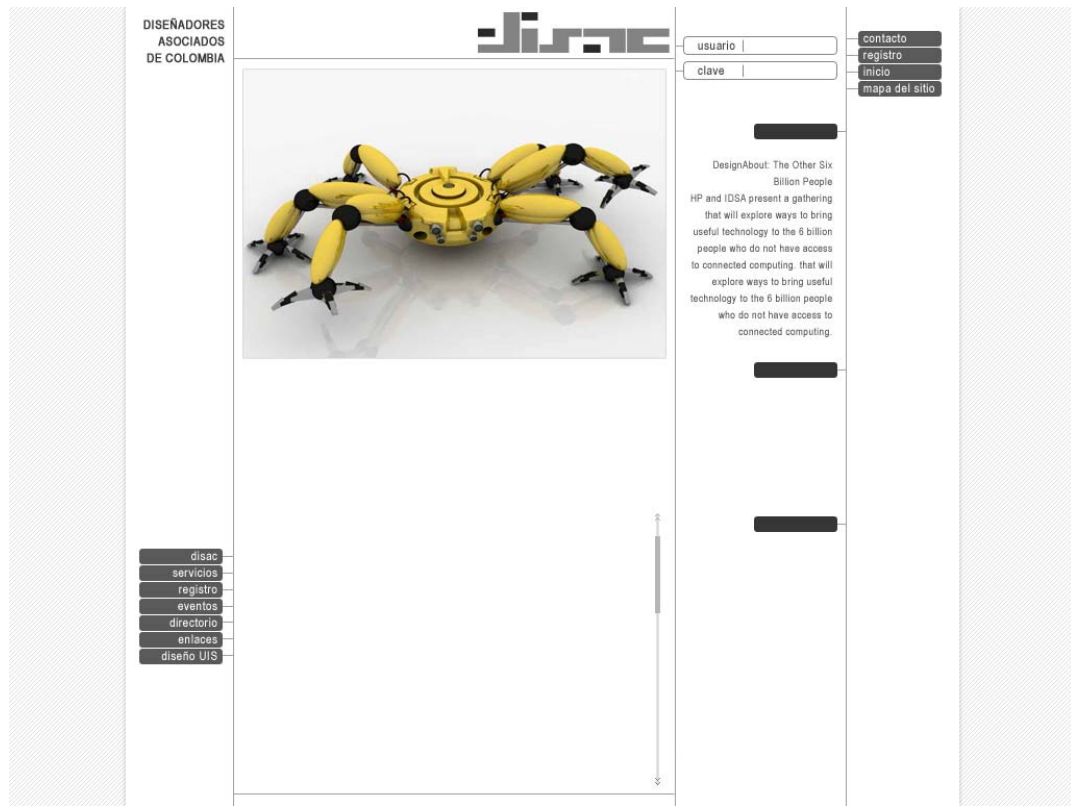 DISEÑADORES
ASOCIADOS
DE COLOMBIA
disac
usuario
clave
contacto
registro
inicio
mapa del sitio
DesignAbout: The Other Six
Billion People
HP and IDSA present a gathering
that will explore ways to bring
useful technology to the 6 billion
people who do not have access
to connected computing. that will
explore ways to bring useful
technology to the 6 billion people
who do not have access to
connected computing.
disac
servicios
registro
eventos
directorio
enlaces
diseño UIS